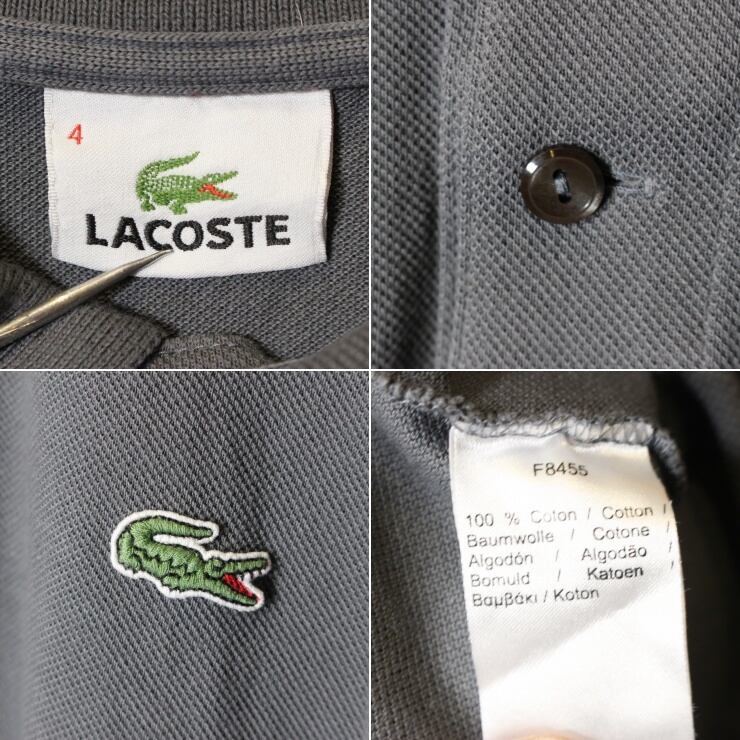 4
LACOSTE
F8455
100 % Coton / Cotton /
Baumwolle / Cotone /
Algodón / Algodão /
Bomuld / Katoen /
Βαμβάκι / Koton